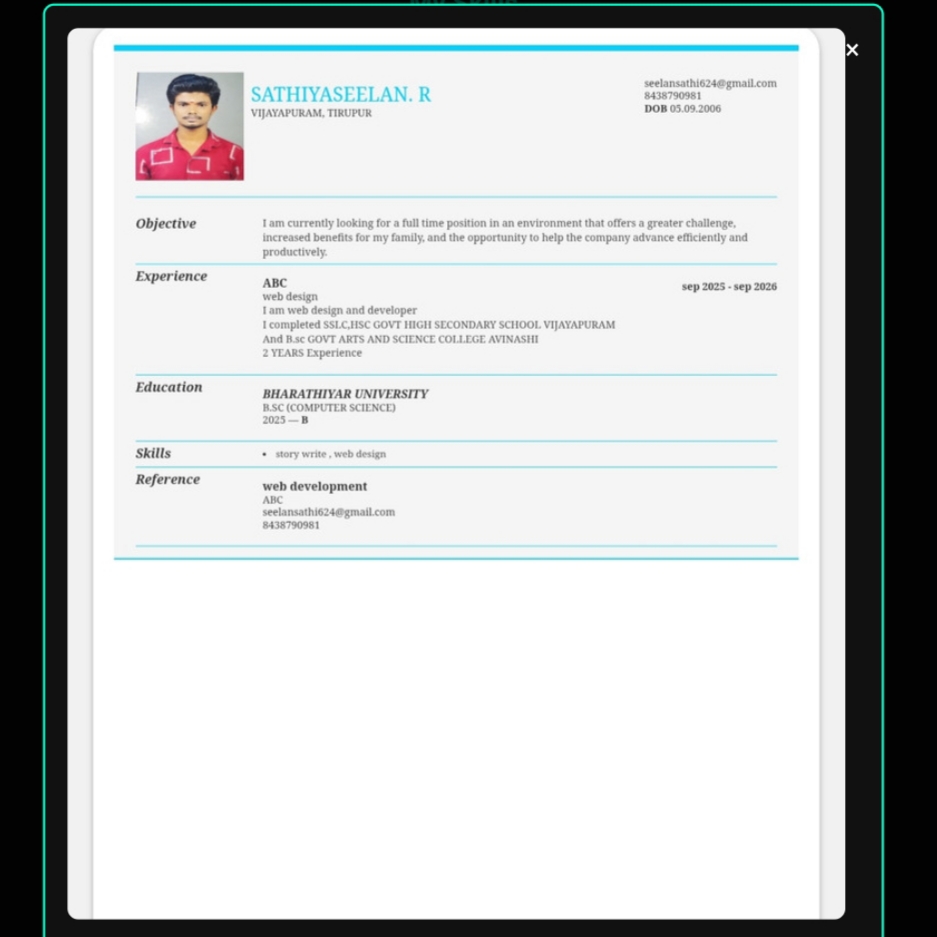 SATHIYASEELAN. R
VIJAYAPURAM, TIRUPUR
seelansathi624@gmail.com
8438790981
DOB 05.09.2006
Objective
I am currently looking for a full time position in an environment that offers a greater challenge,
increased benefits for my family, and the opportunity to help the company advance efficiently and
productively.
Experience
ABC
sep 2025 - sep 2026
web design
I am web design and developer
I completed SSLC,HSC GOVT HIGH SECONDARY SCHOOL VIJAYAPURAM
And B.sc GOVT ARTS AND SCIENCE COLLEGE AVINASHI
2 YEARS Experience
Education
BHARATHIYAR UNIVERSITY
B.SC (COMPUTER SCIENCE)
2025 — B
Skills
• story write , web design
Reference
web development
ABC
seelansathi624@gmail.com
8438790981